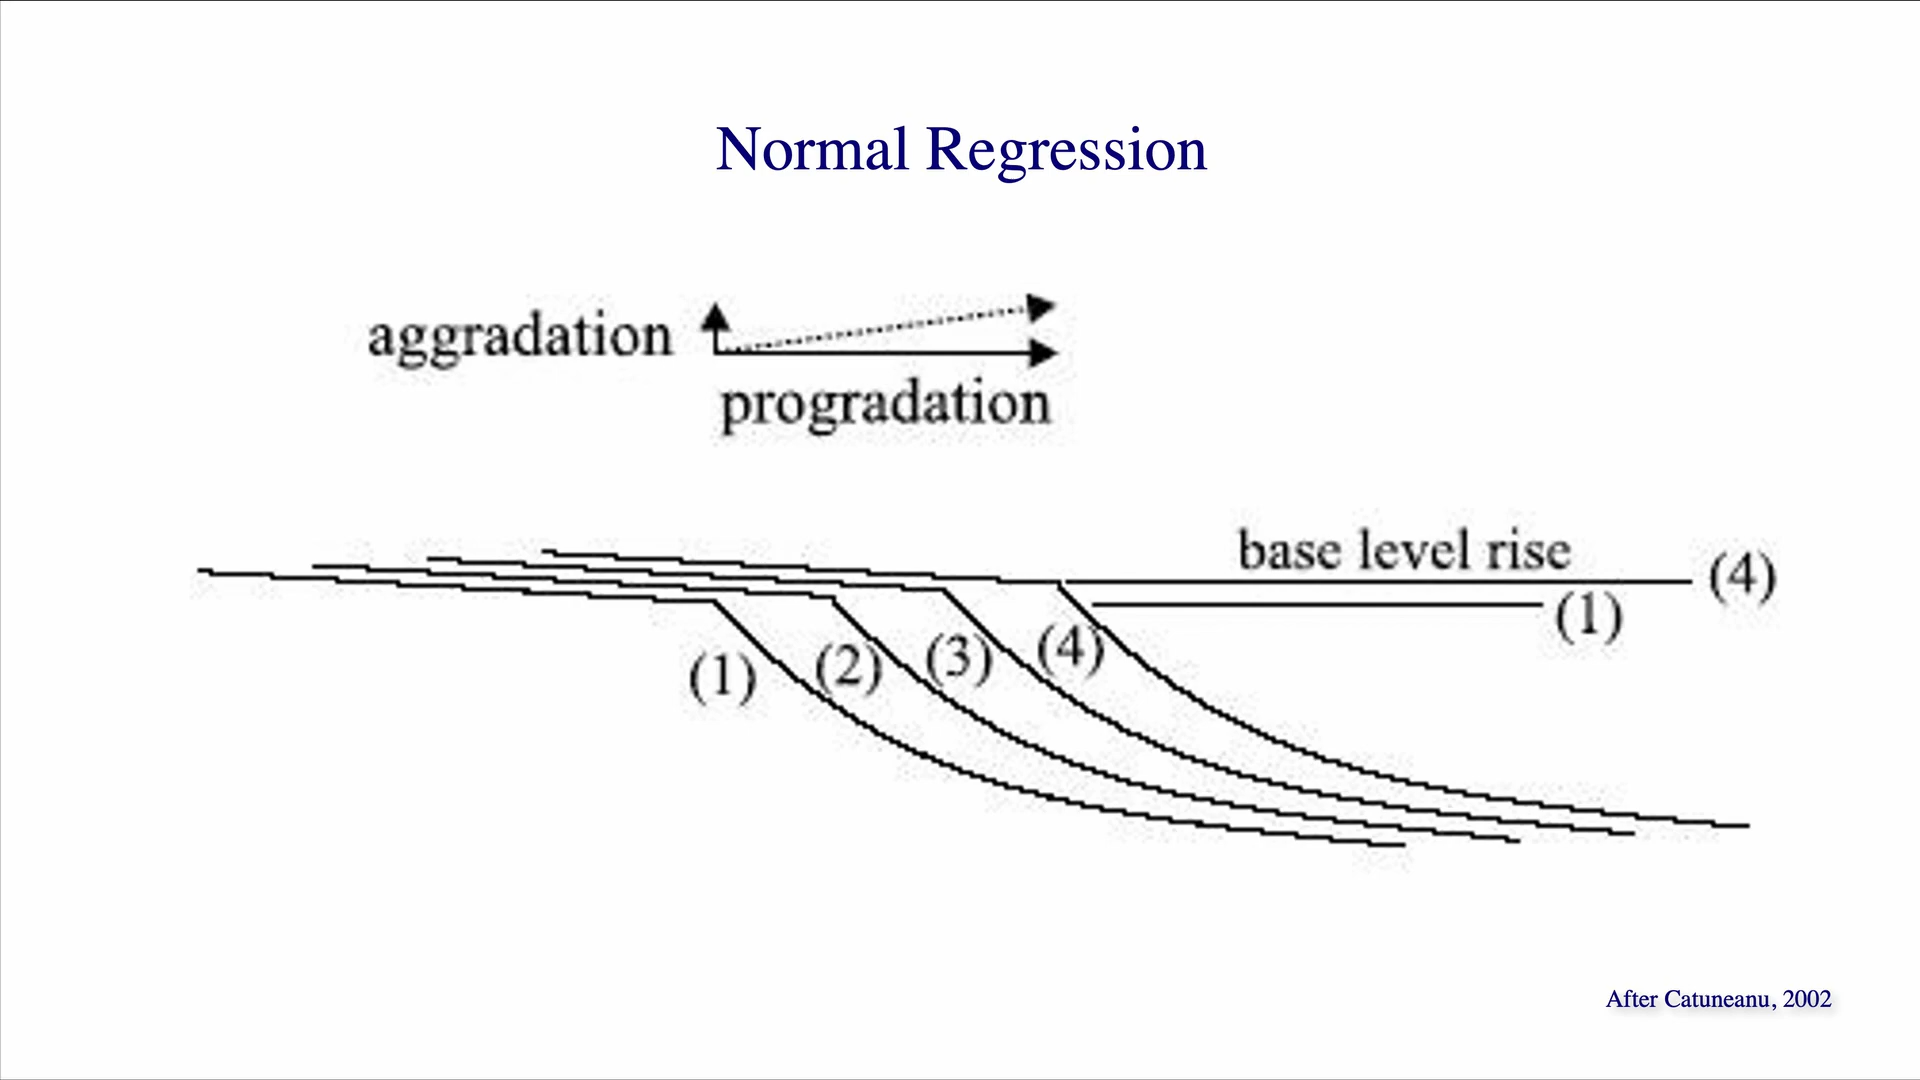 Normal Regression
aggradation
progradation
base level rise
(4)
(1)
(1)
(2)
(3)
(4)
After Catuneanu, 2002